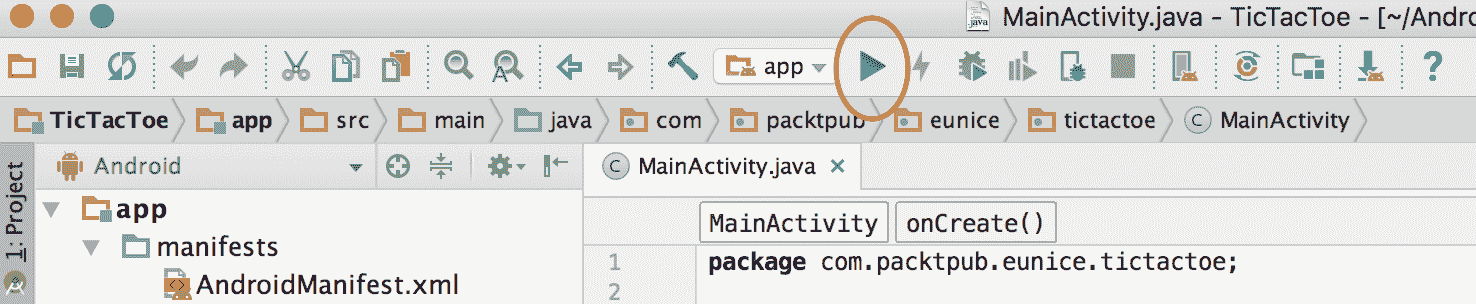 MainActivity.java - TicTacToe - [~/Andro
app
?
TicTacToe app src main java com packtpub eunice tictactoe C MainActivity
1: Project
Android
C MainActivity.java ×
app
MainActivity onCreate()
manifests
1 package com.packtpub.eunice.tictactoe;
AndroidManifest.xml
2